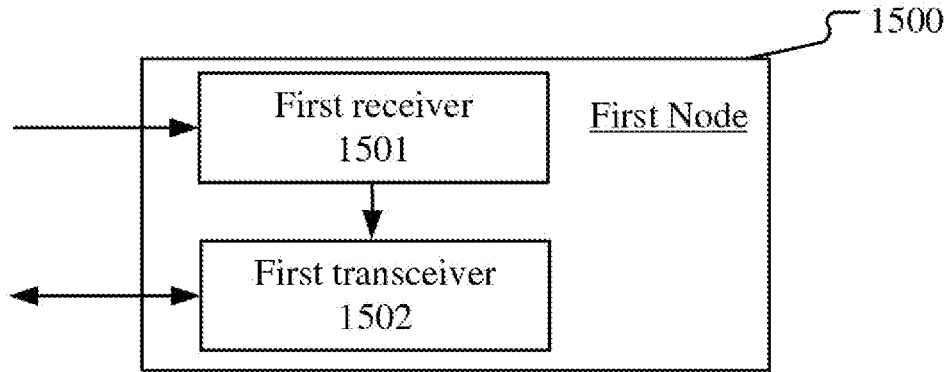 1500
First receiver
1501
First Node
First transceiver
1502